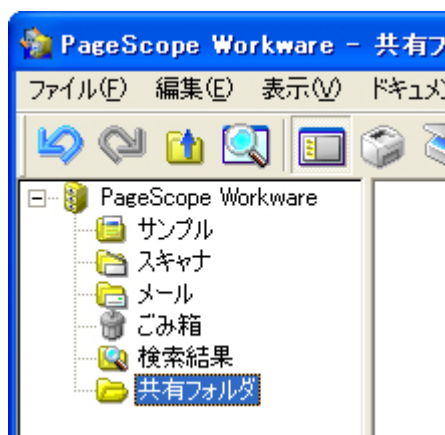 PageScope Workware - 共有フ
ファイル(F) 編集(E) 表示(V) ドキュメン
PageScope Workware
サンプル
スキャナ
メール
ごみ箱
検索結果
共有フォルダ